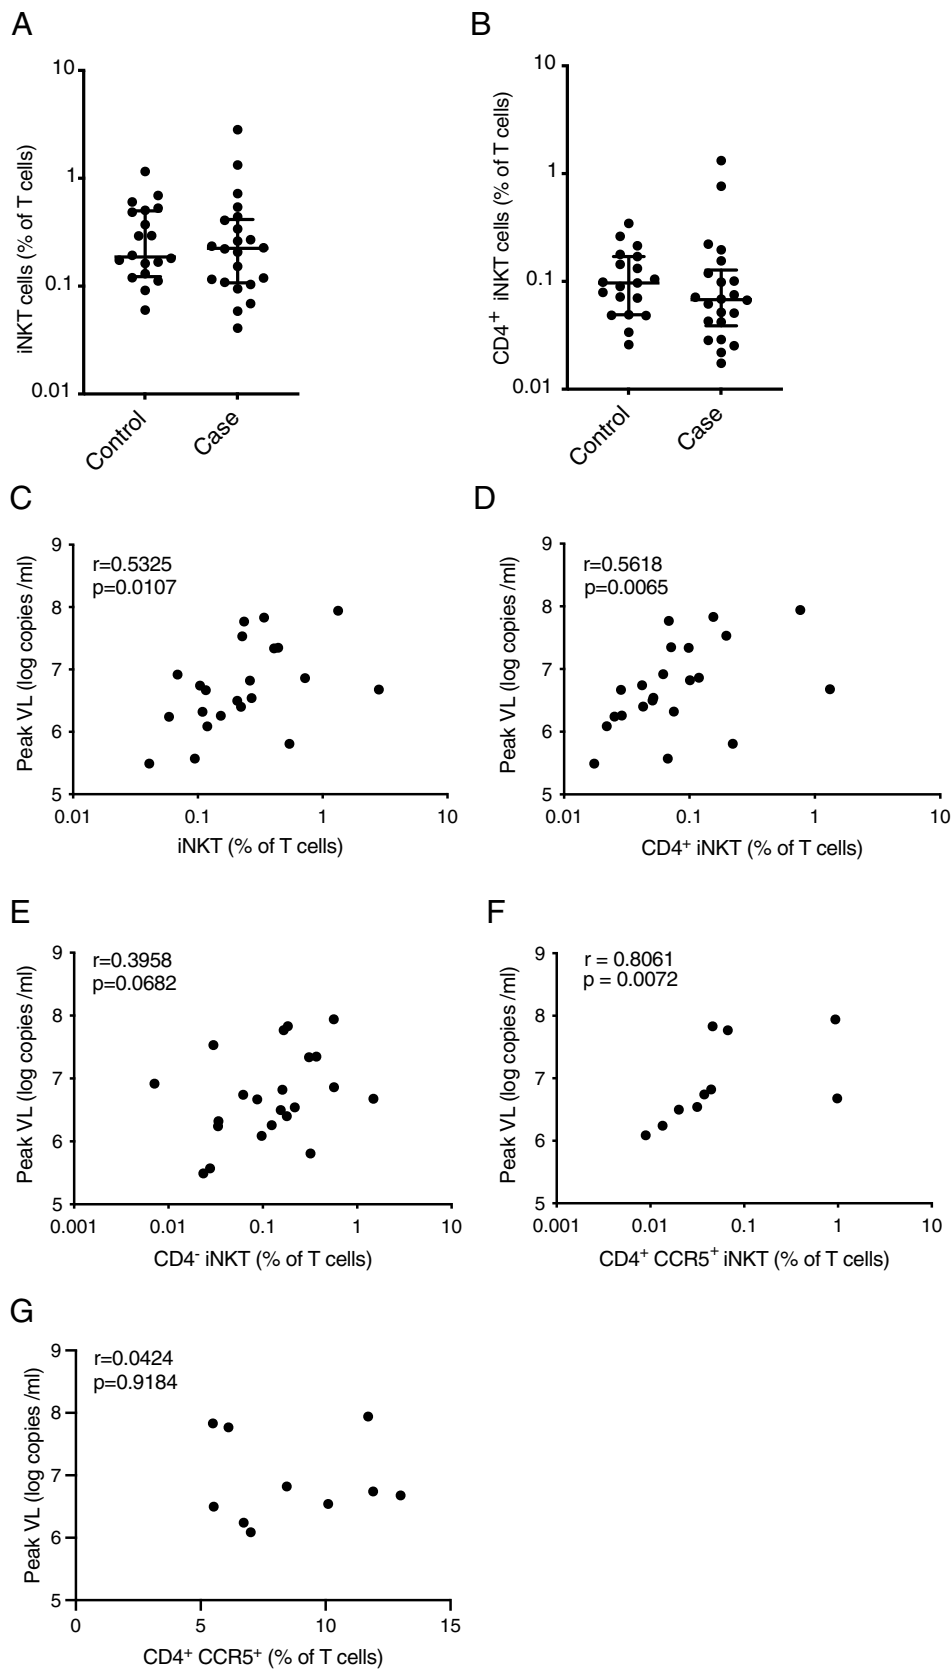 A
iNKT cells (% of T cells)
10
1
0.1
0.01
Control
Case
B
CD4+ iNKT cells (% of T cells)
10
1
0.1
0.01
Control
Case
C
Peak VL (log copies /ml)
9
8
7
6
5
r=0.5325
p=0.0107
0.01
0.1
1
10
iNKT (% of T cells)
D
Peak VL (log copies /ml)
9
8
7
6
5
r=0.5618
p=0.0065
0.01
0.1
1
10
CD4+ iNKT (% of T cells)
E
Peak VL (log copies /ml)
9
8
7
6
5
r=0.3958
p=0.0682
0.001
0.01
0.1
1
10
CD4- iNKT (% of T cells)
F
Peak VL (log copies /ml)
9
8
7
6
5
r = 0.8061
p = 0.0072
0.001
0.01
0.1
1
10
CD4+ CCR5+ iNKT (% of T cells)
G
Peak VL (log copies /ml)
9
8
7
6
5
r=0.0424
p=0.9184
0
5
10
15
CD4+ CCR5+ (% of T cells)